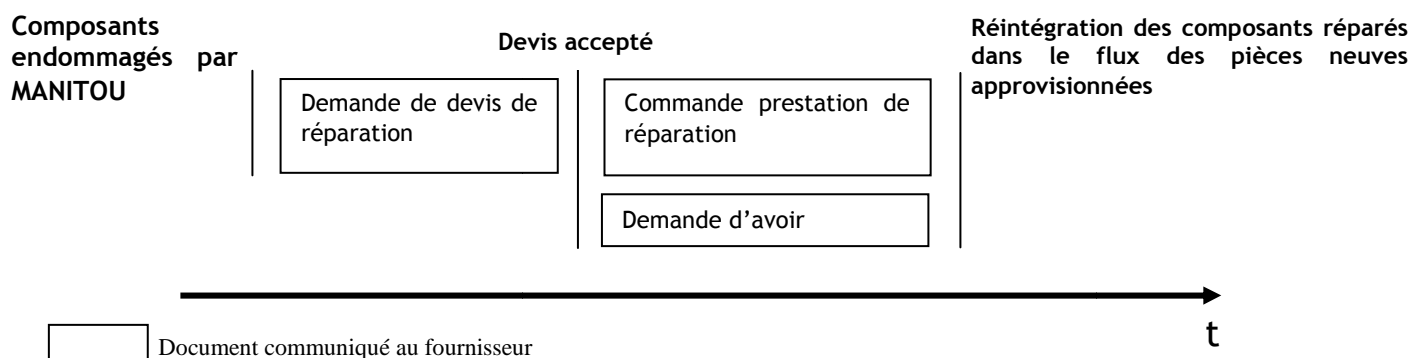 Composants
endommagés par
MANITOU
Devis accepté
Réintégration des composants réparés
dans le flux des pièces neuves
approvisionnées
Demande de devis de
réparation
Commande prestation de
réparation
Demande d’avoir
t
Document communiqué au fournisseur